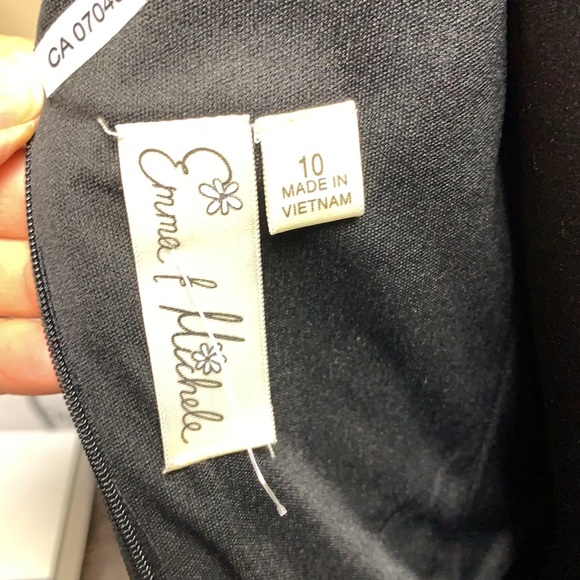 CA 0704
Emma & Michele
10
MADE IN
VIETNAM